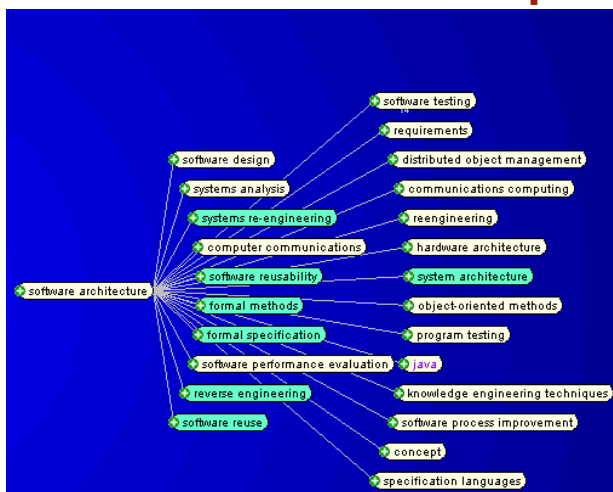 software testing
14
requirements
software design
distributed object management
systems analysis
communications computing
systems re-engineering
reengineering
computer communications
hardware architecture
software reusability
system architecture
software architecture
formal methods
object-oriented methods
formal specification
program testing
software performance evaluation
java
reverse engineering
knowledge engineering techniques
software reuse
software process improvement
concept
specification languages